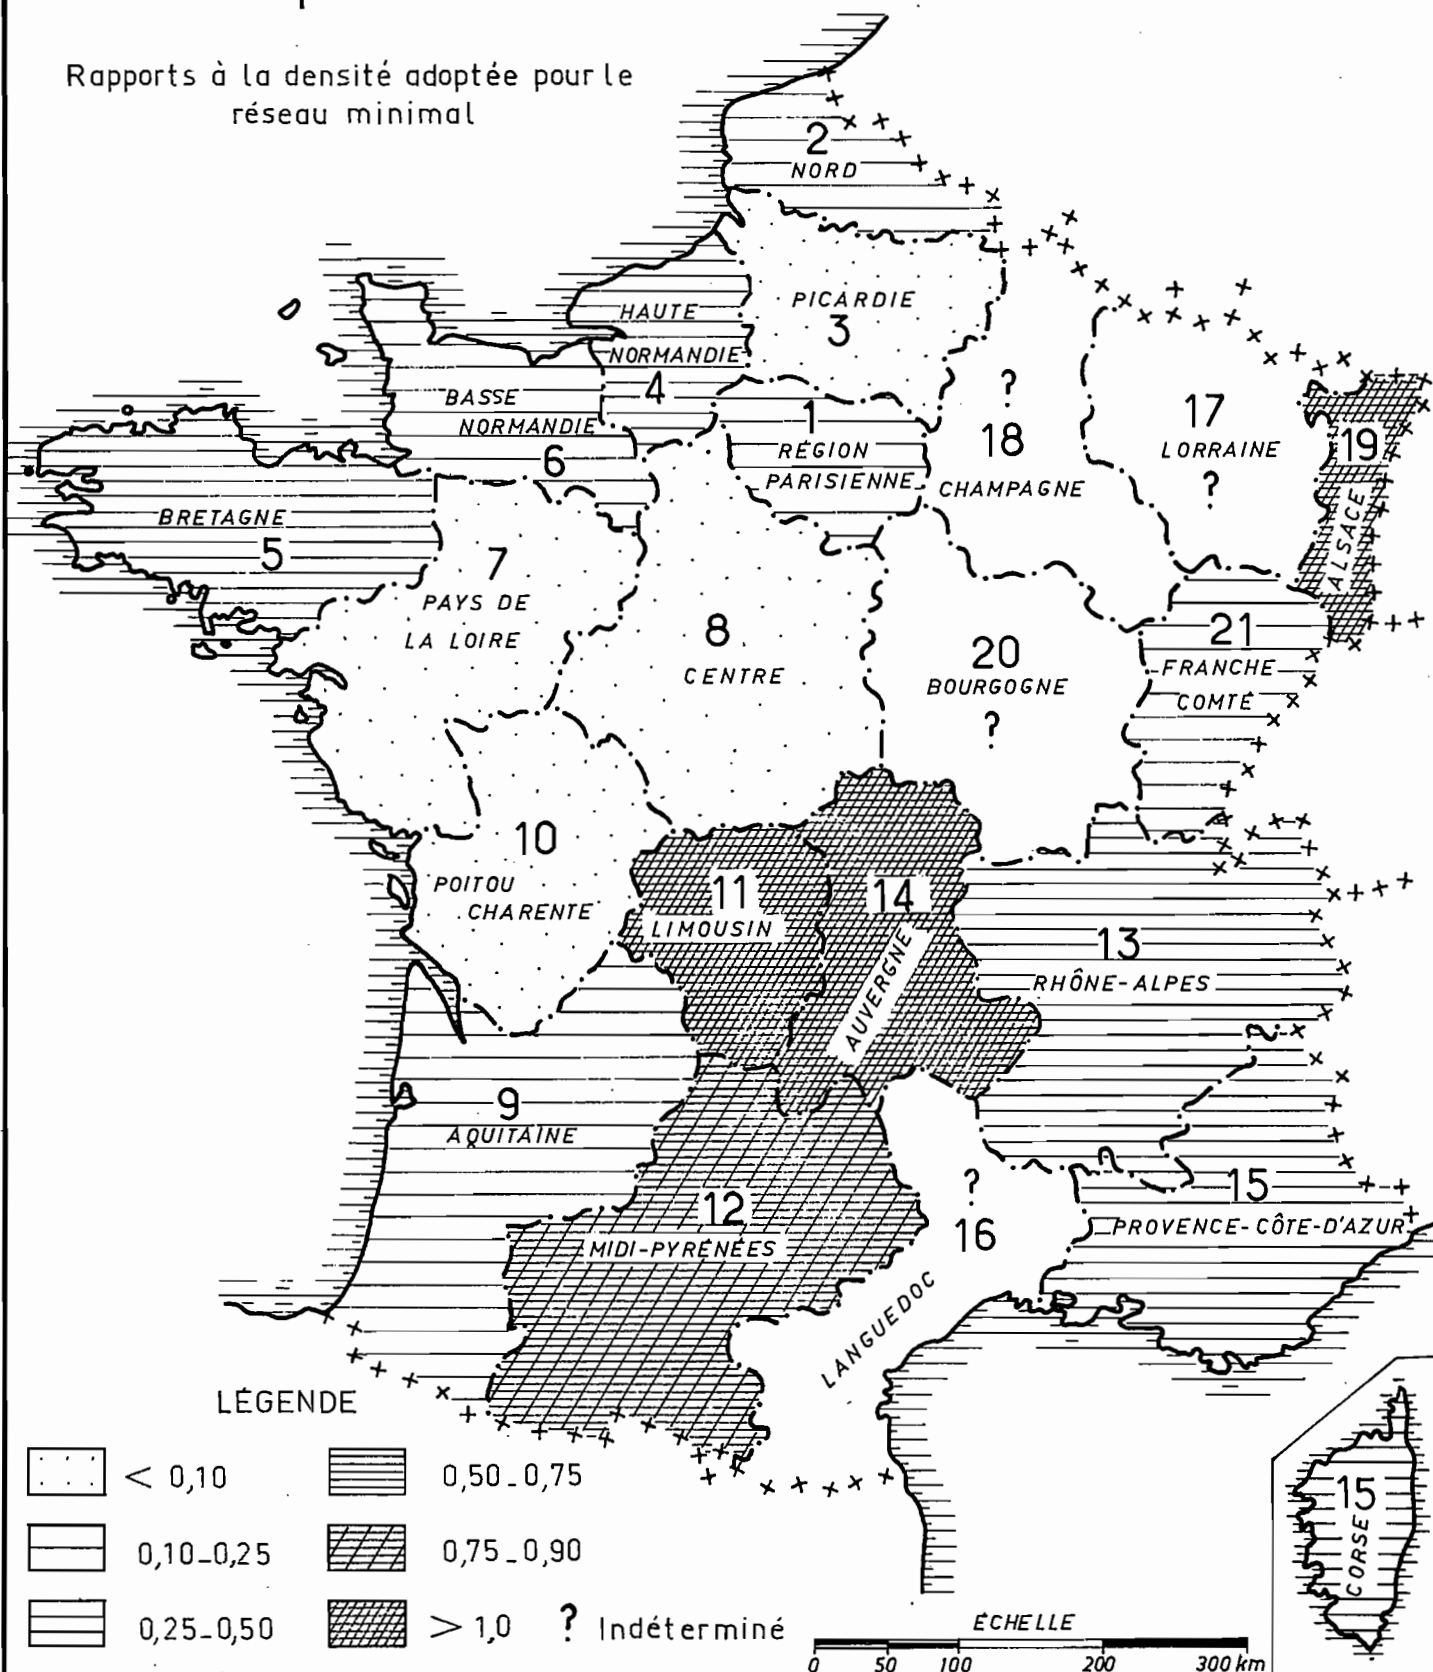 Rapports à la densité adoptée pour le
réseau minimal
2
NORD
PICARDIE
3
HAUTE
NORMANDIE
4
BASSE
NORMANDIE
6
1
RÉGION
PARISIENNE
?
18
CHAMPAGNE
17
LORRAINE
?
19
ALSACE
BRETAGNE
5
7
PAYS DE
LA LOIRE
8
CENTRE
20
BOURGOGNE
?
21
FRANCHE
COMTÉ
10
POITOU
CHARENTE
11
LIMOUSIN
14
AUVERGNE
13
RHÔNE-ALPES
9
AQUITAINE
12
MIDI-PYRÉNÉES
?
16
LANGUEDOC
15
PROVENCE-CÔTE-D'AZUR
15
CORSE
LÉGENDE
< 0,10
0,50_0,75
0,10_0,25
0,75_0,90
0,25_0,50
> 1,0
? Indéterminé
ÉCHELLE
0 50 100 200 300 km